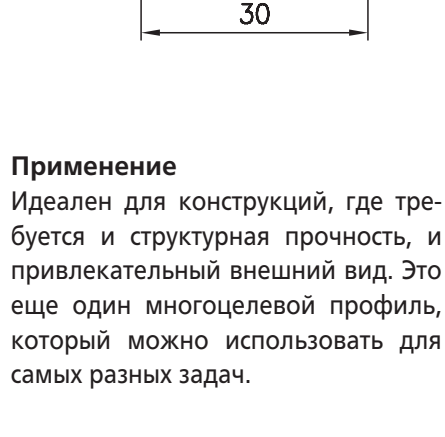 30
Применение
Идеален для конструкций, где тре-
буется и структурная прочность, и
привлекательный внешний вид. Это
еще один многоцелевой профиль,
который можно использовать для
самых разных задач.